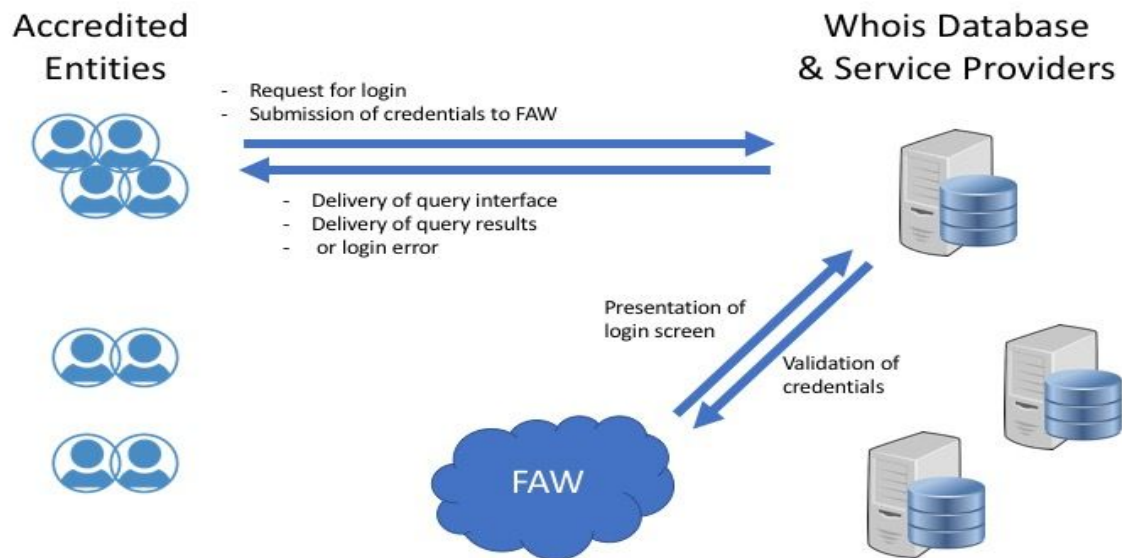 Accredited
Entities
Whois Database
& Service Providers
- Request for login
- Submission of credentials to FAW
- Delivery of query interface
- Delivery of query results
- or login error
Presentation of
login screen
Validation of
credentials
FAW